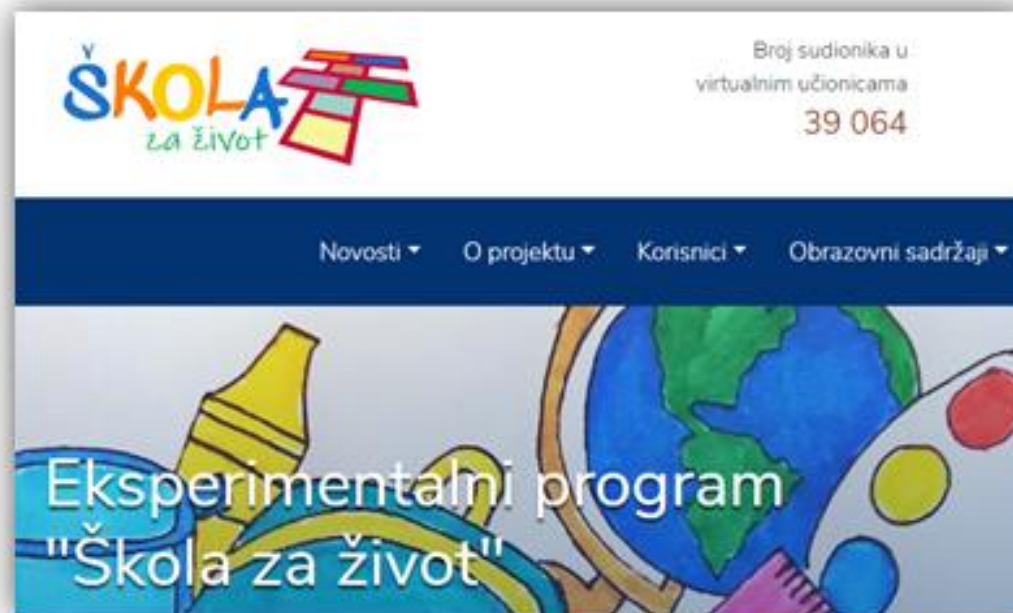 ŠKOLA
za život
Broj sudionika u
virtualnim učionicama
39 064
Novosti
O projektu
Korisnici
Obrazovni sadržaji
Eksperimentalni program
"Škola za život"